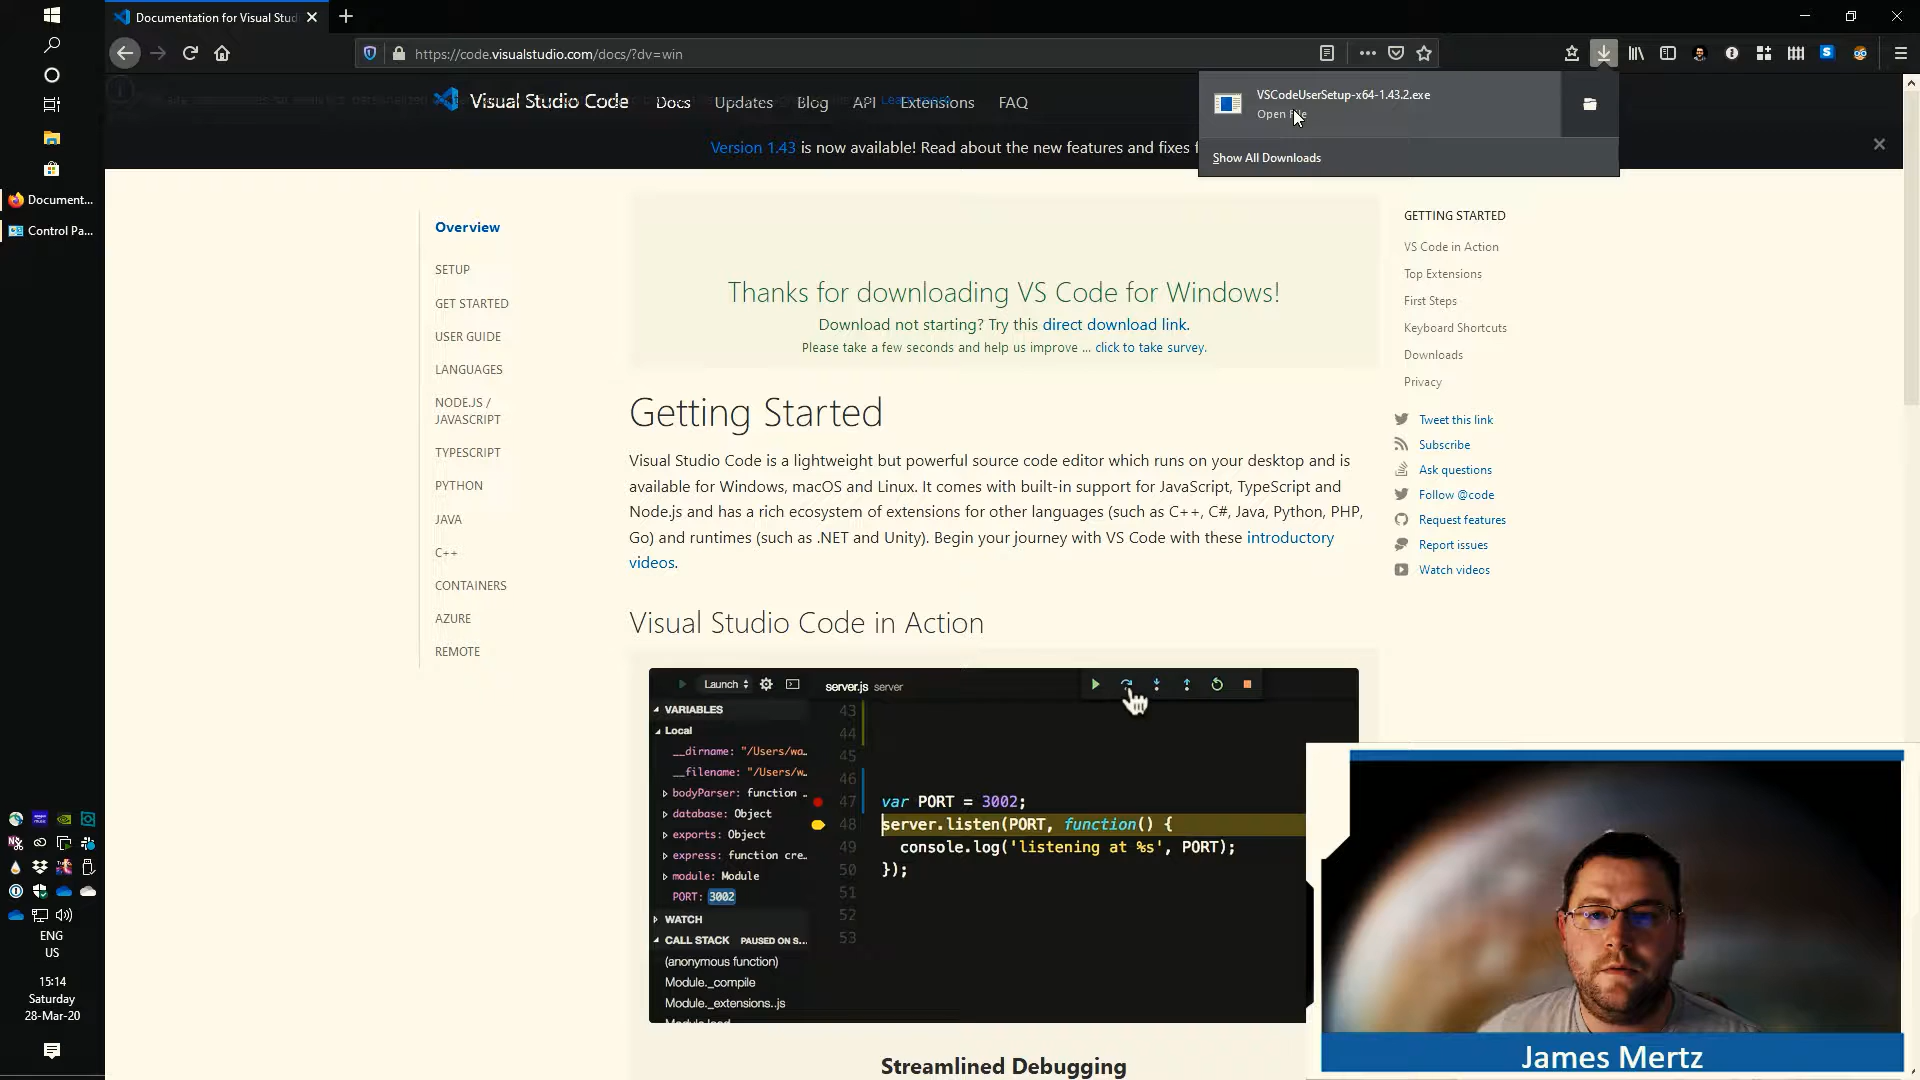 Documentation for Visual Stud
https://code.visualstudio.com/docs/?dv=win
Visual Studio Code
Docs
Updates
Blog
API
Extensions
FAQ
VSCodeUserSetup-x64-1.43.2.exe
Open File
Show All Downloads
Version 1.43 is now available! Read about the new features and fixes f
Document...
Control Pa...
Overview
SETUP
GET STARTED
USER GUIDE
LANGUAGES
NODE.JS /
JAVASCRIPT
TYPESCRIPT
PYTHON
JAVA
C++
CONTAINERS
AZURE
REMOTE
Thanks for downloading VS Code for Windows!
Download not starting? Try this direct download link.
Please take a few seconds and help us improve ... click to take survey.
Getting Started
Visual Studio Code is a lightweight but powerful source code editor which runs on your desktop and is
available for Windows, macOS and Linux. It comes with built-in support for JavaScript, TypeScript and
Node.js and has a rich ecosystem of extensions for other languages (such as C++, C#, Java, Python, PHP,
Go) and runtimes (such as .NET and Unity). Begin your journey with VS Code with these introductory
videos.
Visual Studio Code in Action
GETTING STARTED
VS Code in Action
Top Extensions
First Steps
Keyboard Shortcuts
Downloads
Privacy
Tweet this link
Subscribe
Ask questions
Follow @code
Request features
Report issues
Watch videos
Launch
server.js server
VARIABLES
Local
__dirname: "/Users/wa…
__filename: "/Users/w…
bodyParser: function …
database: Object
exports: Object
express: function cre…
module: Module
PORT: 3002
WATCH
CALL STACK PAUSED ON S…
(anonymous function)
Module._compile
Module._extensions..js
43
44
45
46
47 var PORT = 3002;
48 server.listen(PORT, function() {
49 console.log('listening at %s', PORT);
50 });
51
52
53
Streamlined Debugging
ENG
US
15:14
Saturday
28-Mar-20
James Mertz